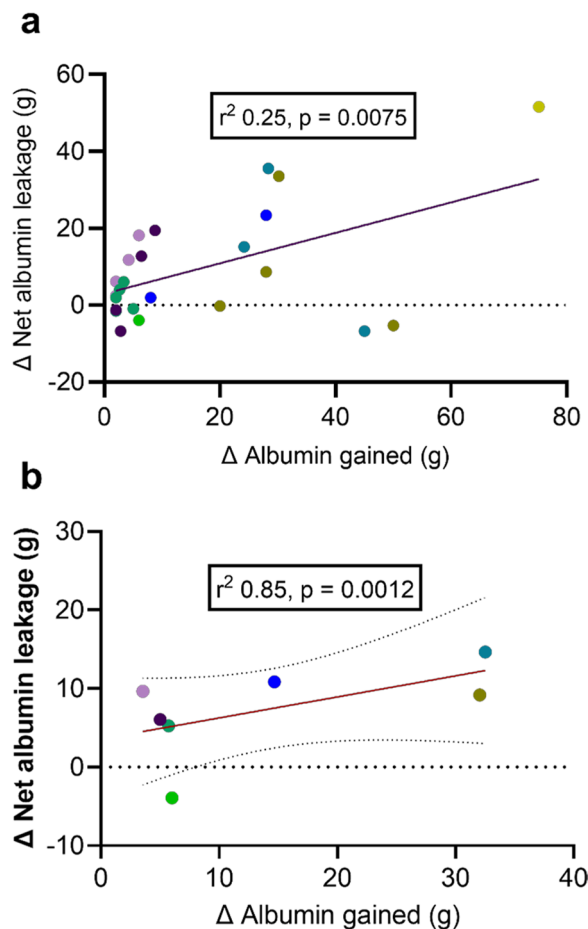 a
Δ Net albumin leakage (g)
60
40
20
0
-20
r² 0.25, p = 0.0075
0 20 40 60 80
Δ Albumin gained (g)
b
Δ Net albumin leakage (g)
30
20
10
0
-10
r² 0.85, p = 0.0012
0 10 20 30 40
Δ Albumin gained (g)